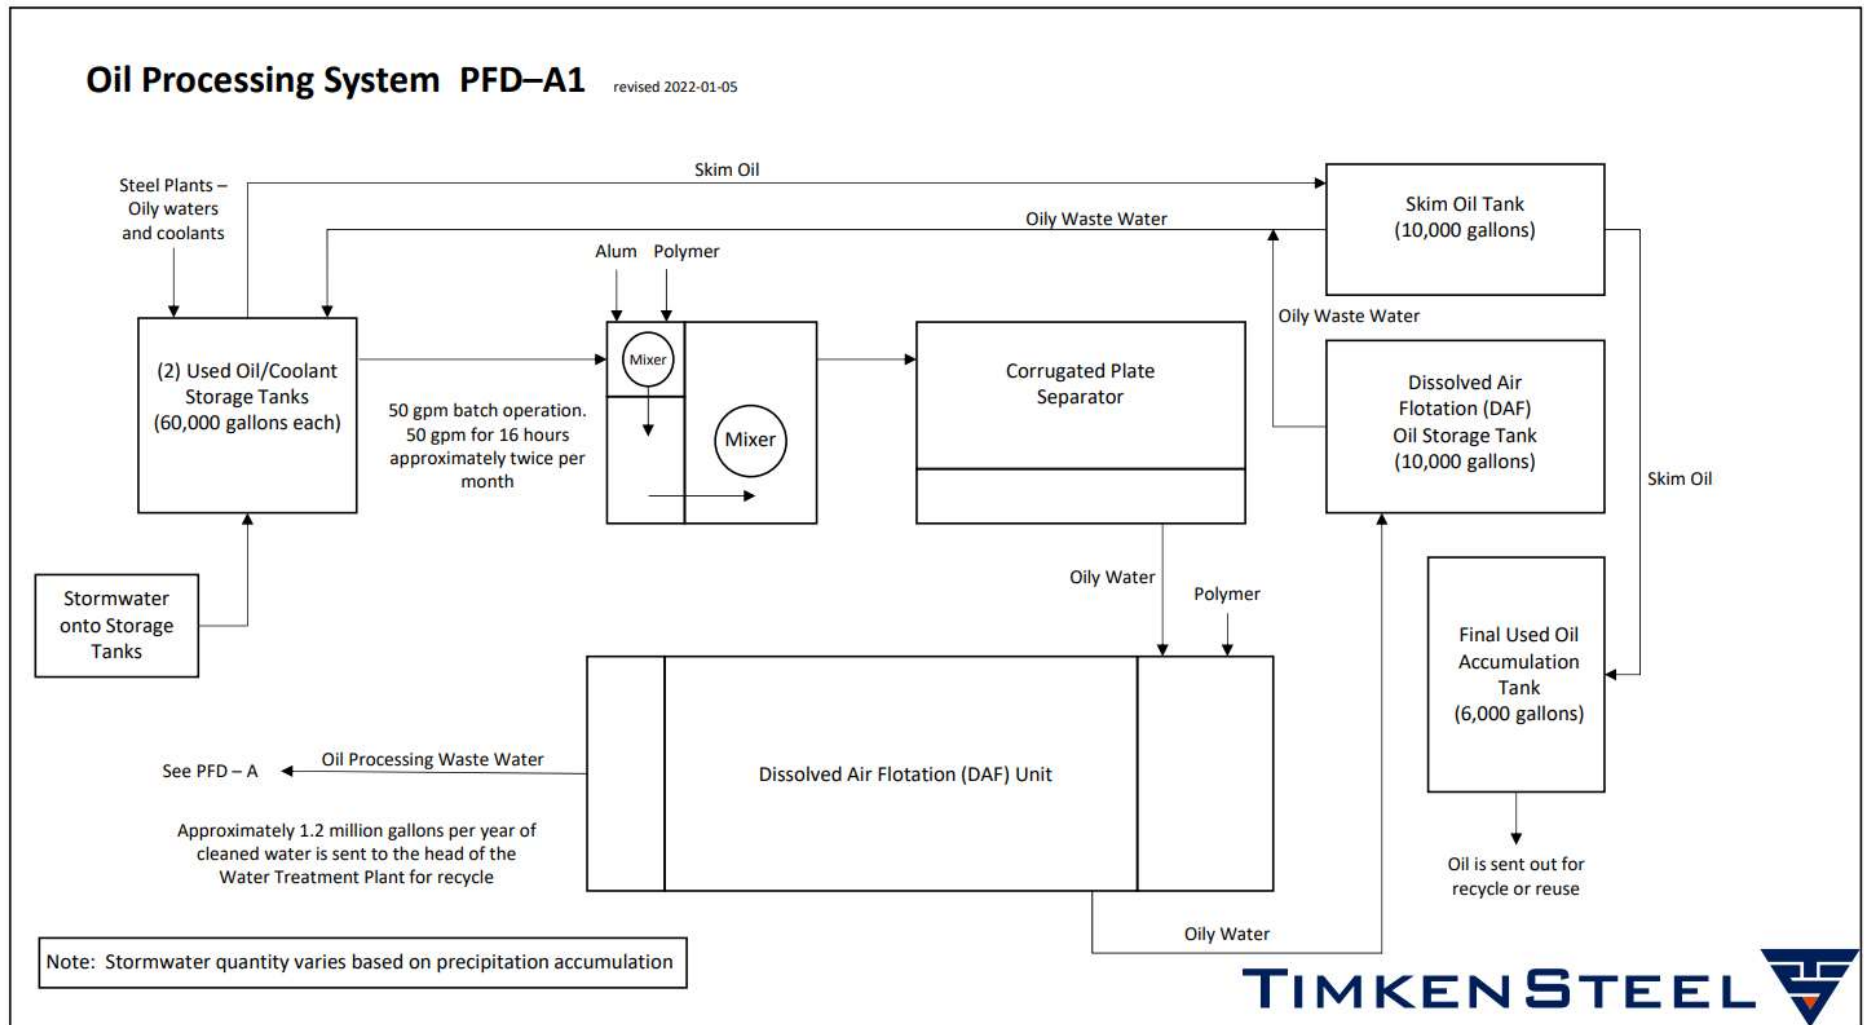 Oil Processing System PFD–A1 revised 2022-01-05
Skim Oil
Steel Plants –
Oily waters
and coolants
Skim Oil Tank
(10,000 gallons)
Oily Waste Water
Alum Polymer
Oily Waste Water
(2) Used Oil/Coolant
Storage Tanks
(60,000 gallons each)
50 gpm batch operation.
50 gpm for 16 hours
approximately twice per
month
Mixer
Mixer
Corrugated Plate
Separator
Dissolved Air
Flotation (DAF)
Oil Storage Tank
(10,000 gallons)
Skim Oil
Stormwater
onto Storage
Tanks
Oily Water
Polymer
Final Used Oil
Accumulation
Tank
(6,000 gallons)
See PFD – A
Oil Processing Waste Water
Dissolved Air Flotation (DAF) Unit
Approximately 1.2 million gallons per year of
cleaned water is sent to the head of the
Water Treatment Plant for recycle
Oil is sent out for
recycle or reuse
Oily Water
Note: Stormwater quantity varies based on precipitation accumulation
TIMKENSTEEL